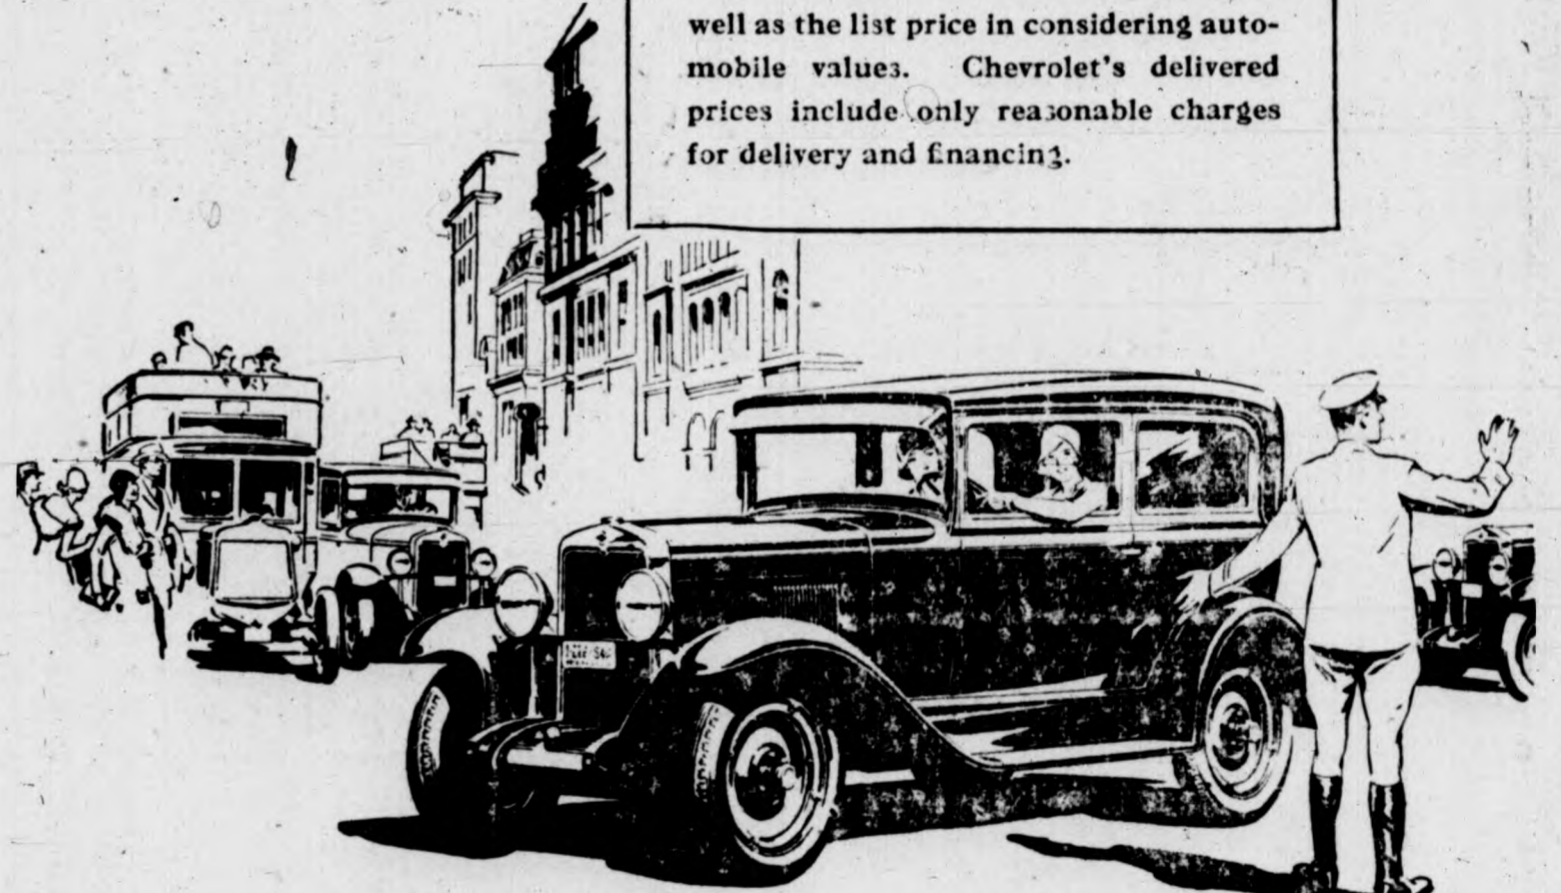 well as the list price in considering auto-
mobile values. Chevrolet's delivered
prices include only reasonable charges
for delivery and financing.